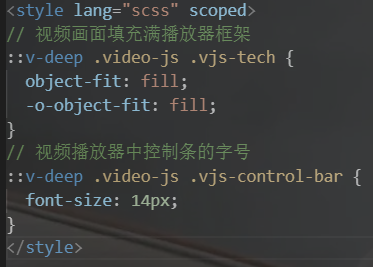 <style lang="scss" scoped>
// 视频画面填充满播放器框架
::v-deep .video-js .vjs-tech {
  object-fit: fill;
  -o-object-fit: fill;
}
// 视频播放器中控制条的字号
::v-deep .video-js .vjs-control-bar {
  font-size: 14px;
}
</style>